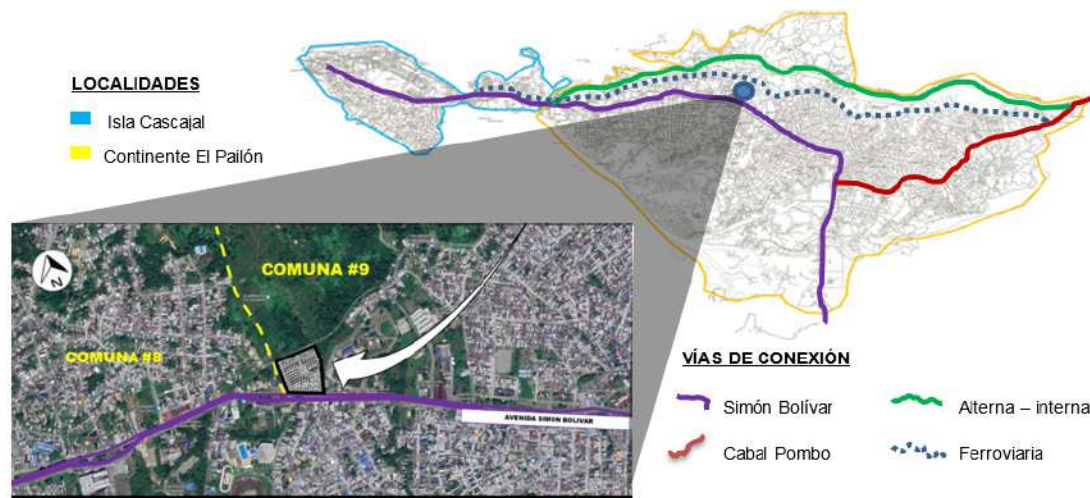 LOCALIDADES
Isla Cascajal
Continente El Pailón
N
COMUNA #9
COMUNA #8
AVENIDA SIMON BOLIVAR
VÍAS DE CONEXIÓN
Simón Bolívar
Alterna – interna
Cabal Pombo
Ferroviaria